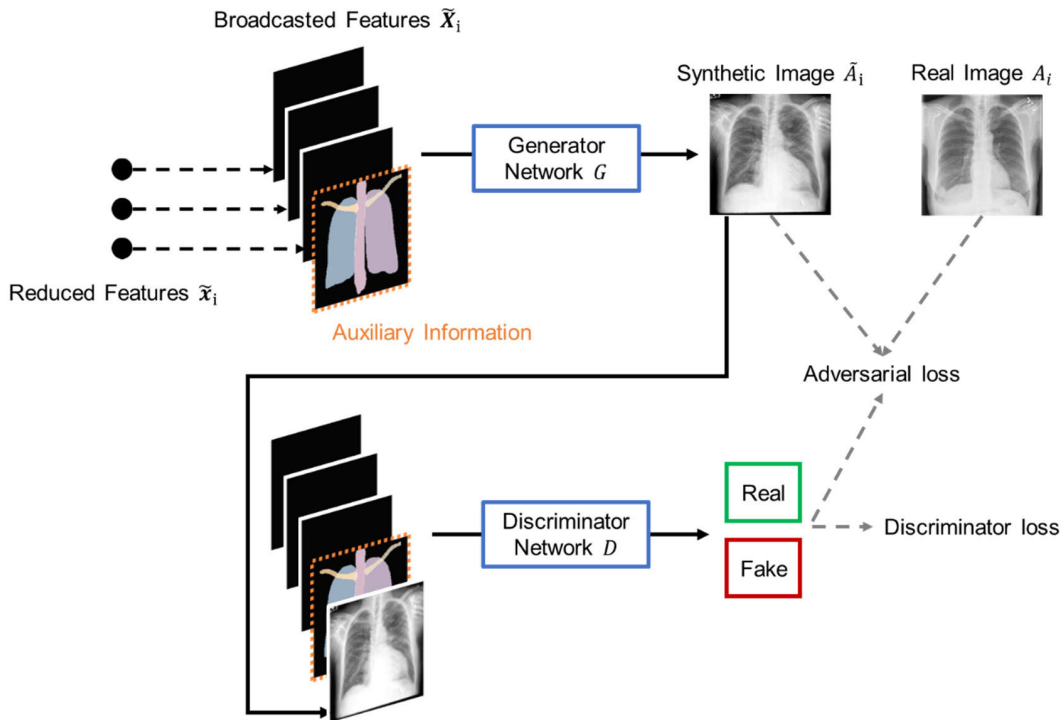 Broadcasted Features X̃i
Synthetic Image Ãi
Real Image Ai
Generator
Network G
Reduced Features x̃i
Auxiliary Information
Adversarial loss
Discriminator
Network D
Real
Fake
Discriminator loss